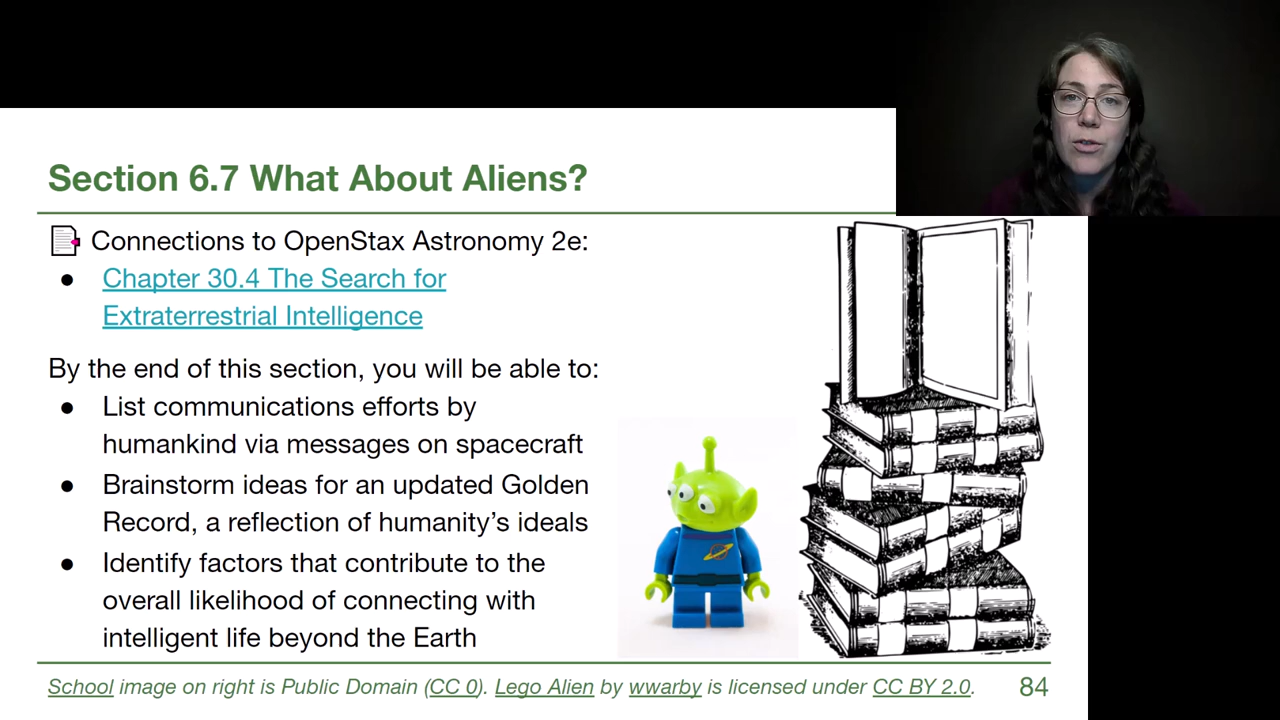 Section 6.7 What About Aliens?
Connections to OpenStax Astronomy 2e:
● Chapter 30.4 The Search for
Extraterrestrial Intelligence
By the end of this section, you will be able to:
● List communications efforts by
humankind via messages on spacecraft
● Brainstorm ideas for an updated Golden
Record, a reflection of humanity’s ideals
● Identify factors that contribute to the
overall likelihood of connecting with
intelligent life beyond the Earth
School image on right is Public Domain (CC 0). Lego Alien by wwarby is licensed under CC BY 2.0. 84